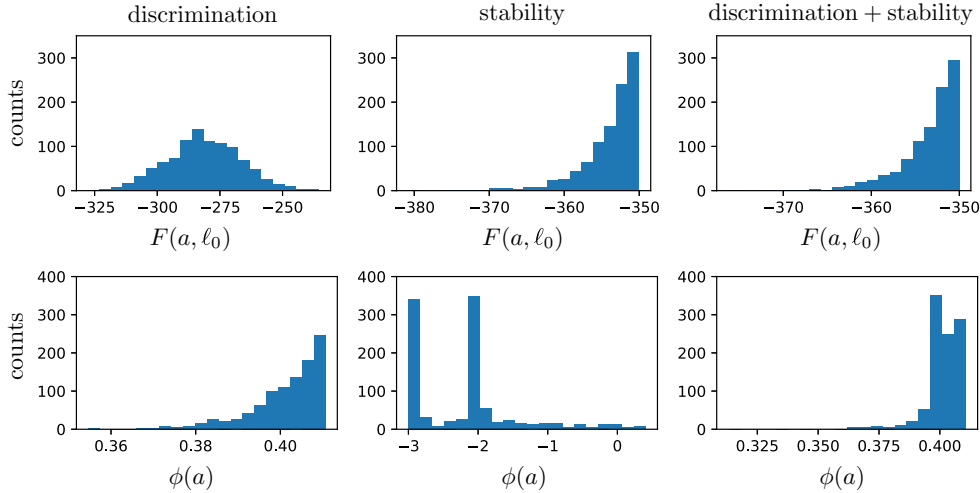 discrimination
stability
discrimination + stability
counts
300
200
100
0
−325 −300 −275 −250
F(a, ℓ₀)
300
200
100
0
−380 −370 −360 −350
F(a, ℓ₀)
300
200
100
0
−370 −360 −350
F(a, ℓ₀)
counts
400
300
200
100
0
0.36 0.38 0.40
ϕ(a)
400
300
200
100
0
−3 −2 −1 0
ϕ(a)
400
300
200
100
0
0.325 0.350 0.375 0.400
ϕ(a)